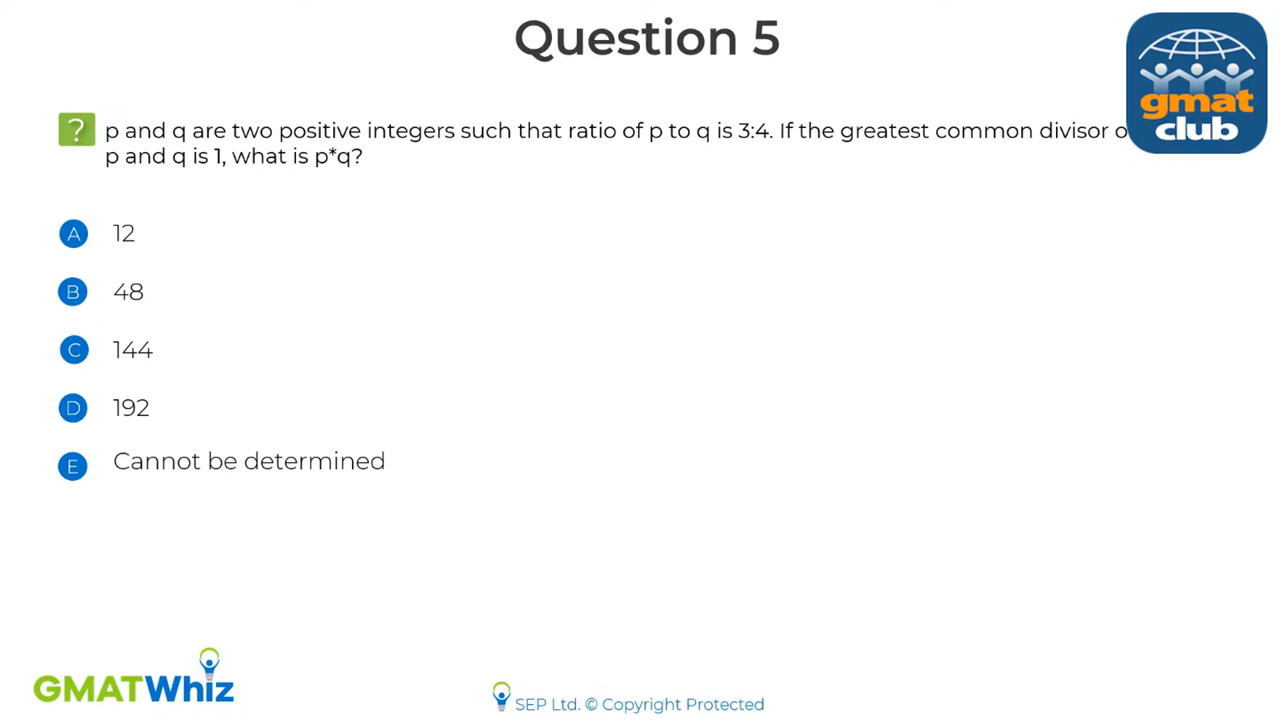 Question 5
gmat
club
? p and q are two positive integers such that ratio of p to q is 3:4. If the greatest common divisor o
p and q is 1, what is p*q?
A 12
B 48
C 144
D 192
E Cannot be determined
GMATWhiz
SEP Ltd. © Copyright Protected